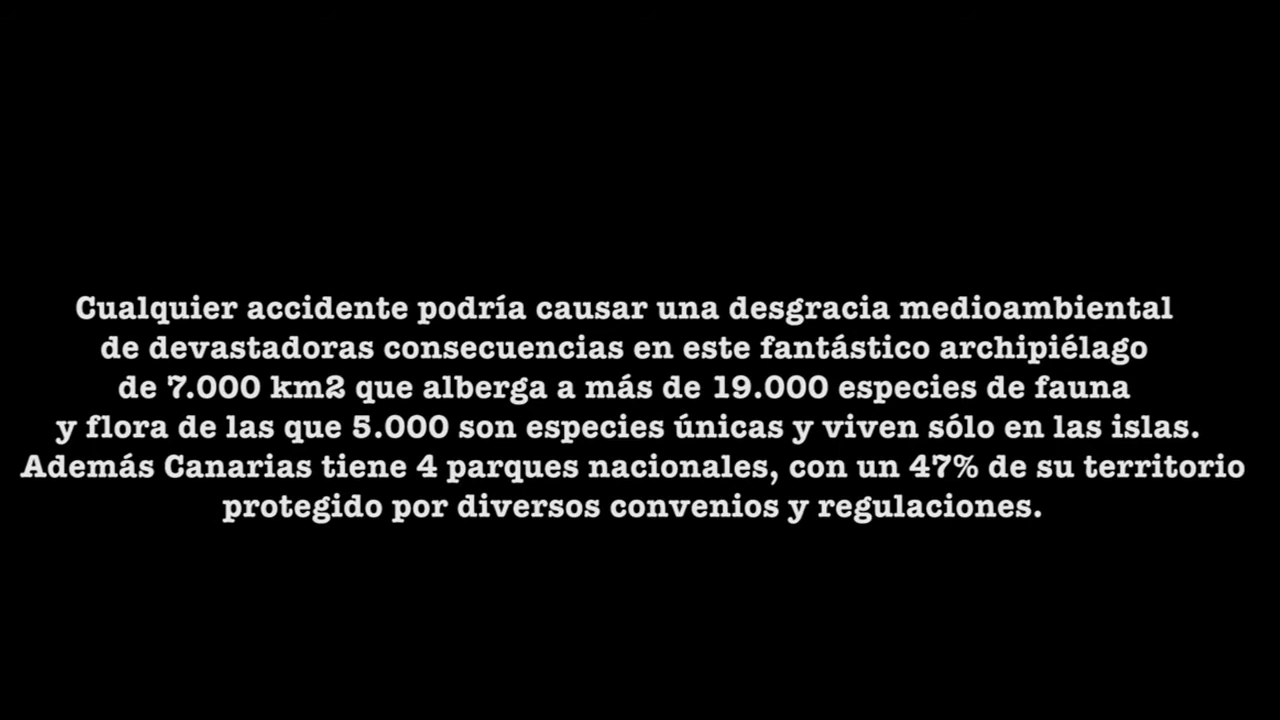 Cualquier accidente podría causar una desgracia medioambiental
de devastadoras consecuencias en este fantástico archipiélago
de 7.000 km2 que alberga a más de 19.000 especies de fauna
y flora de las que 5.000 son especies únicas y viven sólo en las islas.
Además Canarias tiene 4 parques nacionales, con un 47% de su territorio
protegido por diversos convenios y regulaciones.